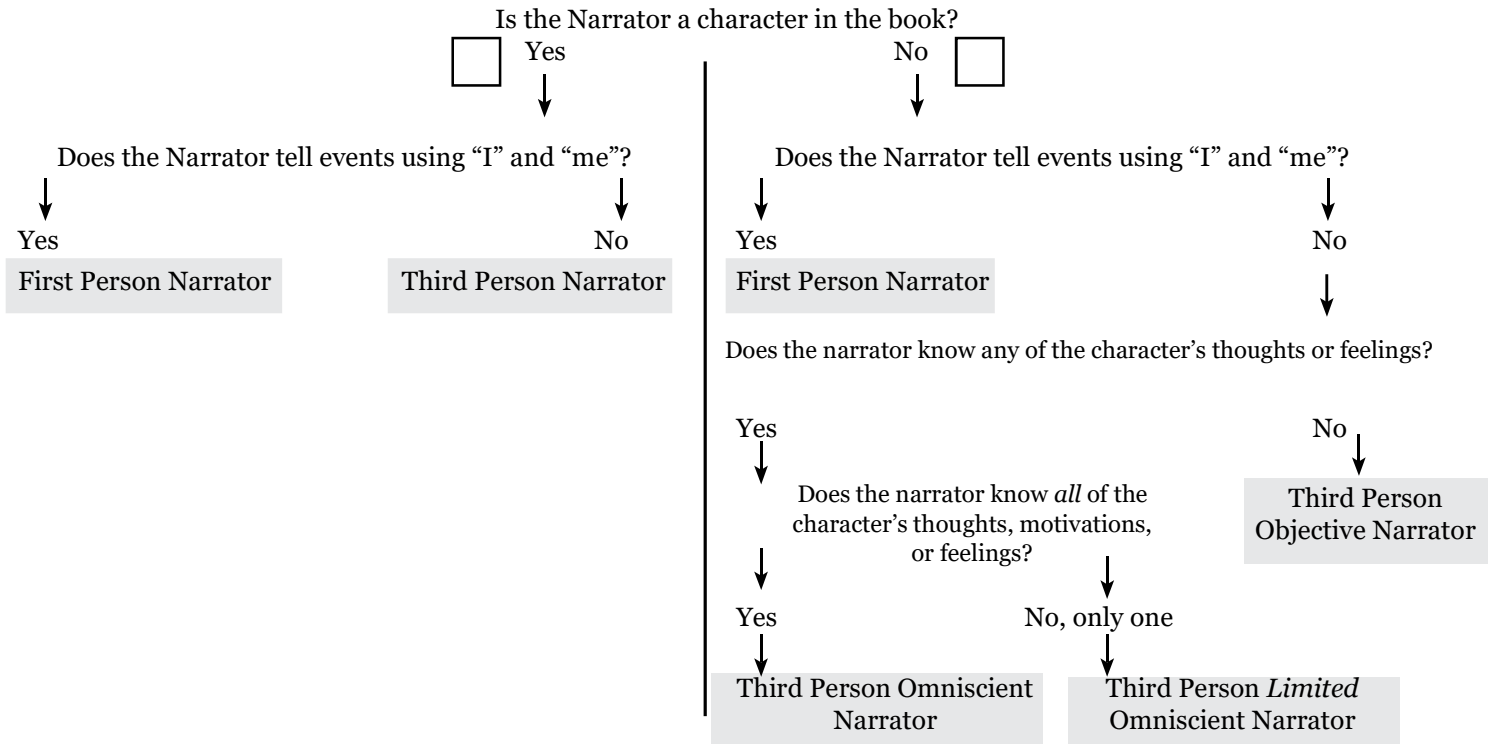 Is the Narrator a character in the book?
Yes
No
Does the Narrator tell events using “I” and “me”?
Does the Narrator tell events using “I” and “me”?
Yes
No
Yes
No
First Person Narrator
Third Person Narrator
First Person Narrator
Does the narrator know any of the character’s thoughts or feelings?
Yes
No
Does the narrator know all of the
character’s thoughts, motivations,
or feelings?
Third Person
Objective Narrator
Yes
No, only one
Third Person Omniscient
Narrator
Third Person Limited
Omniscient Narrator